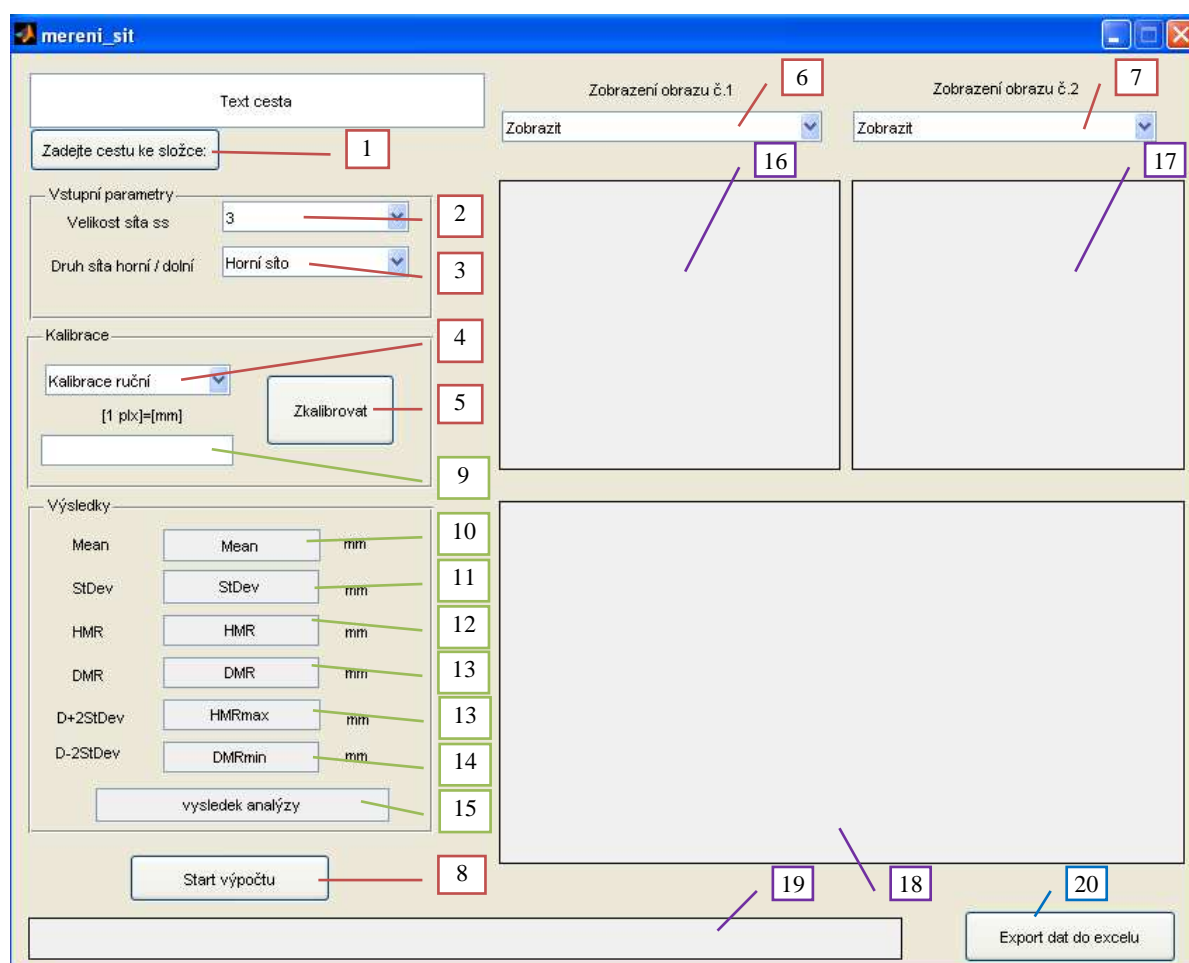 mereni_sit
Text cesta
Zadejte cestu ke složce:
1
Zobrazení obrazu č.1
6
Zobrazit
Zobrazení obrazu č.2
7
Zobrazit
16
17
Vstupní parametry
Velikost síta ss
3
2
Druh síta horní / dolní
Horní síto
3
Kalibrace
4
Kalibrace ruční
[1 plx]=[mm]
Zkalibrovat
5
9
Výsledky
Mean
Mean
mm
10
StDev
StDev
mm
11
HMR
HMR
mm
12
DMR
DMR
mm
13
D+2StDev
HMRmax
mm
13
D-2StDev
DMRmin
mm
14
vysledek analýzy
15
Start výpočtu
8
19
18
20
Export dat do excelu